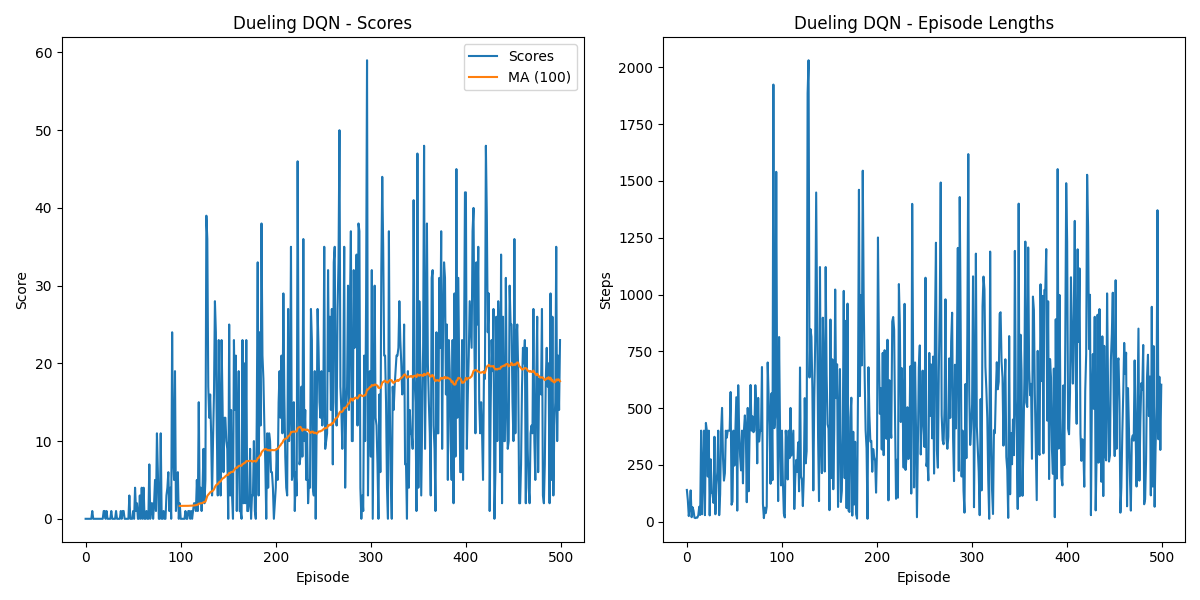 Dueling DQN - Scores
Scores
MA (100)
60
50
40
30
20
10
0
Score
0 100 200 300 400 500
Episode
Dueling DQN - Episode Lengths
2000
1750
1500
1250
1000
750
500
250
0
Steps
0 100 200 300 400 500
Episode